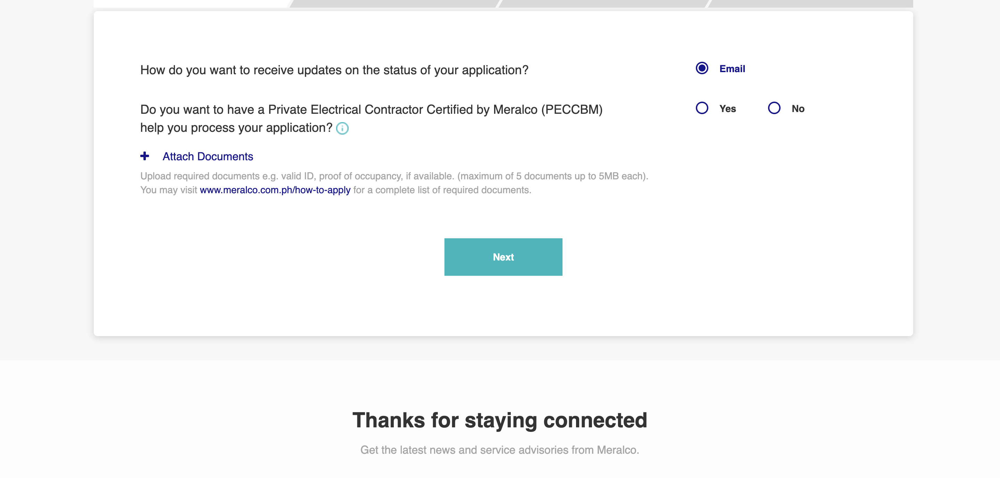 How do you want to receive updates on the status of your application?
Email
Do you want to have a Private Electrical Contractor Certified by Meralco (PECCBM)
help you process your application?
Yes
No
Attach Documents
Upload required documents e.g. valid ID, proof of occupancy, if available. (maximum of 5 documents up to 5MB each).
You may visit www.meralco.com.ph/how-to-apply for a complete list of required documents.
Next
Thanks for staying connected
Get the latest news and service advisories from Meralco.